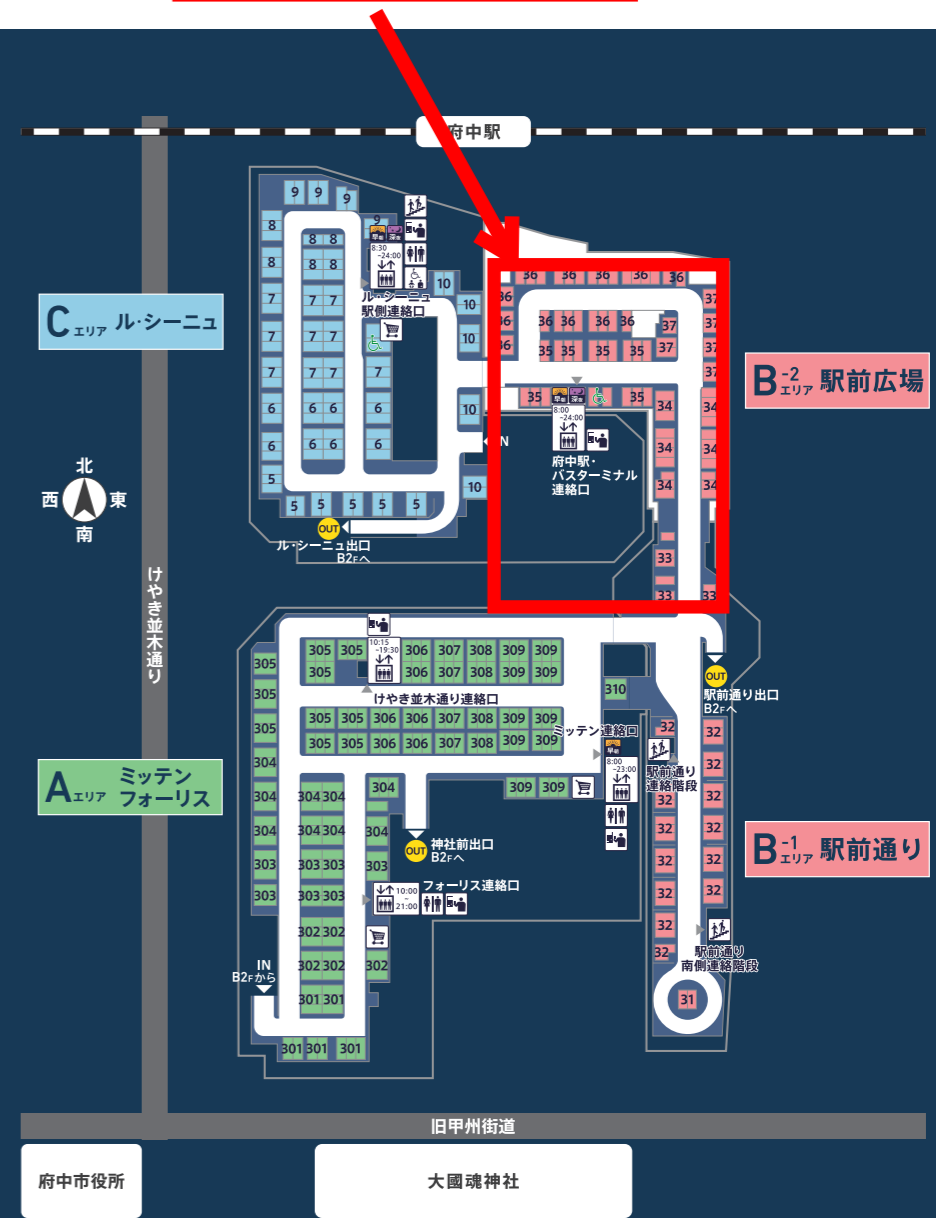 府中駅
9 9 9 9
8 8 8
8 8 8
7 7 7
7 7 7
7 7 7 7
6 6 6 6
6 6 6 6
5
5 5 5 5 5
早朝 深夜
8:30
~24:00
ル・シーニュ
駅側連絡口
10
10
10
10
10
IN
C エリア ル・シーニュ
OUT
ル・シーニュ出口
B2Fへ
36 36 36 36 36
36 36 36 36 36 37
36 35 35 35 35 37 37
37
37
35 35
34 34
34 34
34 34
33
33 33
早朝 深夜
8:00
~24:00
府中駅・
バスターミナル
連絡口
B-2 エリア 駅前広場
北
西 東
南
けやき並木通り
305 305 306 307 308 309 309
305 306 307 308 309 309
10:15
~19:30
けやき並木通り連絡口
305 305 306 306 307 308 309 309
305 305 306 306 307 308 309 309
305
305
305
304
304
304
303
303
310
OUT
駅前通り出口
B2Fへ
ミッテン連絡口
早朝
8:00
~23:00
駅前通り
連絡階段
A エリア ミッテン
フォーリス
304
304
303
304 304
304 304
303 303
303 303
302 302
302 302
301 301
302
301 301 301
309 309
OUT
神社前出口
B2Fへ
フォーリス連絡口
10:00
~
21:00
IN
B2Fから
32 32
32
32 32
32 32
32 32
32 32
32
32
B-1 エリア 駅前通り
駅前通り
南側連絡階段
31
旧甲州街道
府中市役所
大國魂神社